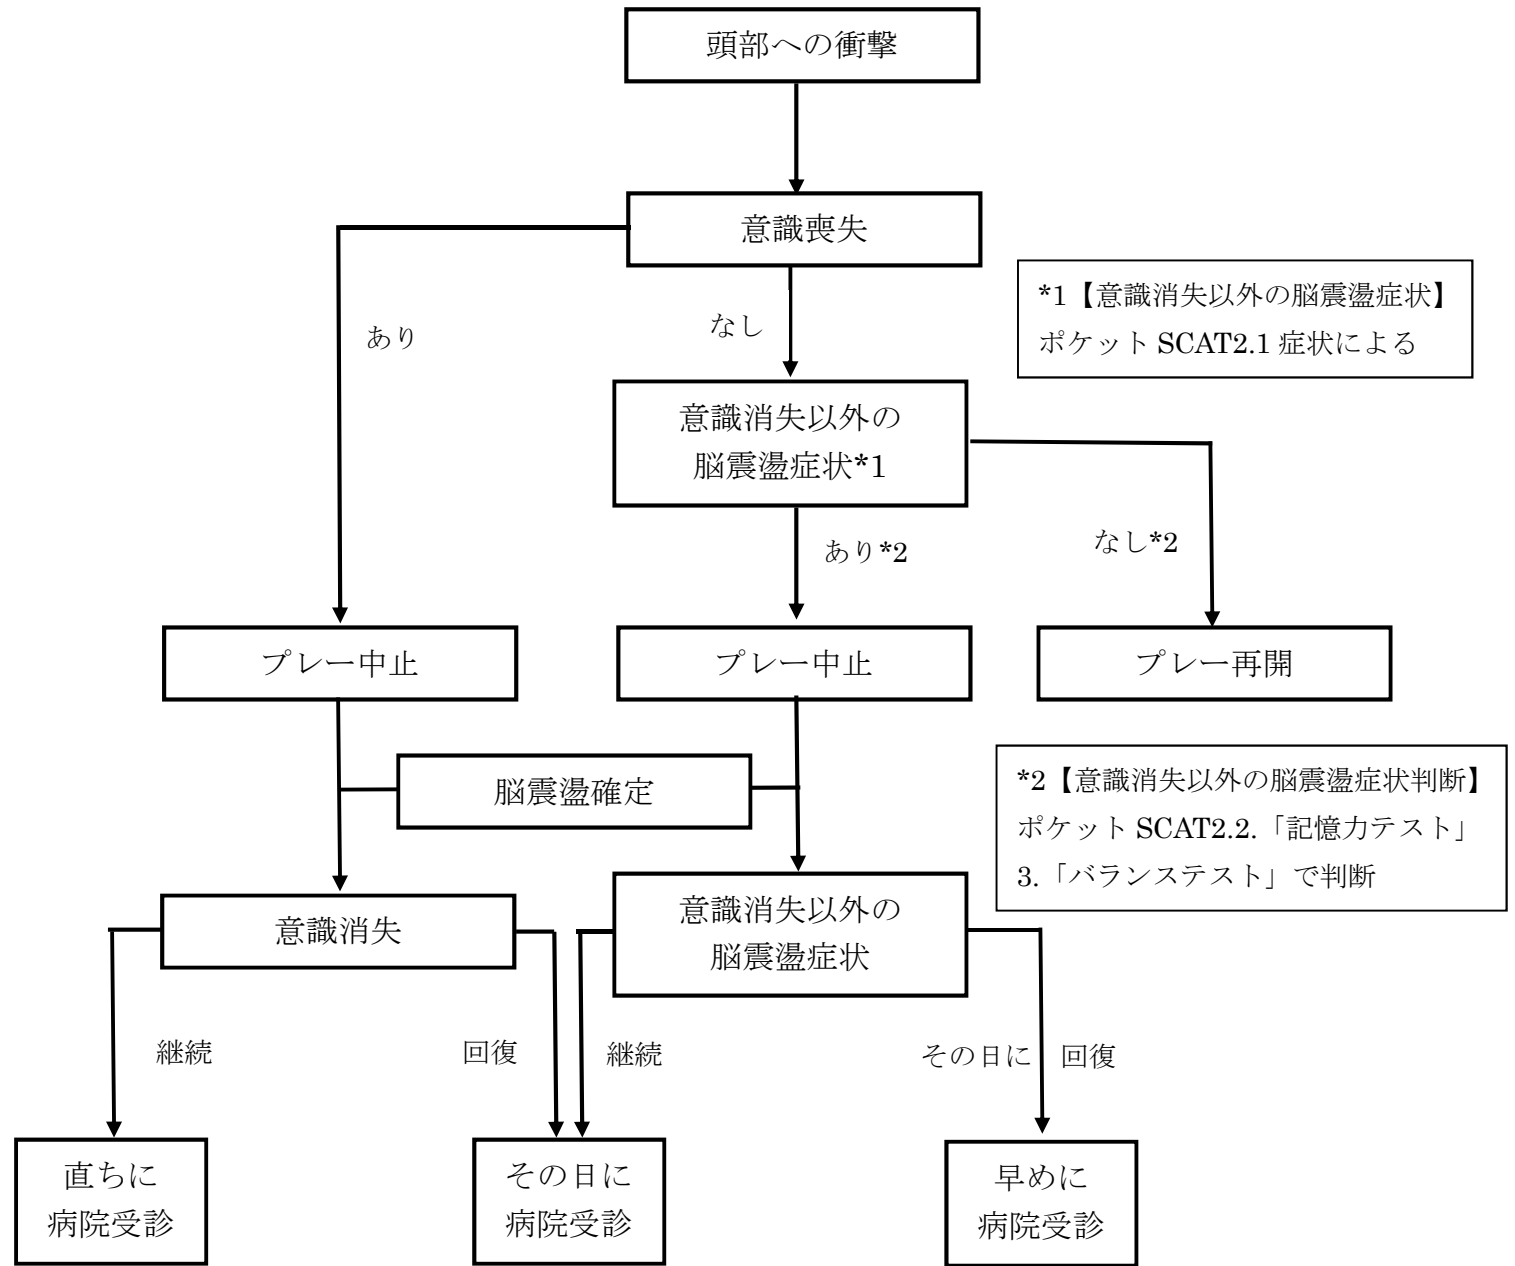 頭部への衝撃
意識喪失
*1【意識消失以外の脳震盪症状】
ポケット SCAT2.1 症状による
あり
なし
意識消失以外の
脳震盪症状*1
あり*2
なし*2
プレー中止
プレー中止
プレー再開
脳震盪確定
*2【意識消失以外の脳震盪症状判断】
ポケット SCAT2.2.「記憶力テスト」
3.「バランステスト」で判断
意識消失
意識消失以外の
脳震盪症状
継続
回復
継続
その日に
回復
直ちに
病院受診
その日に
病院受診
早めに
病院受診